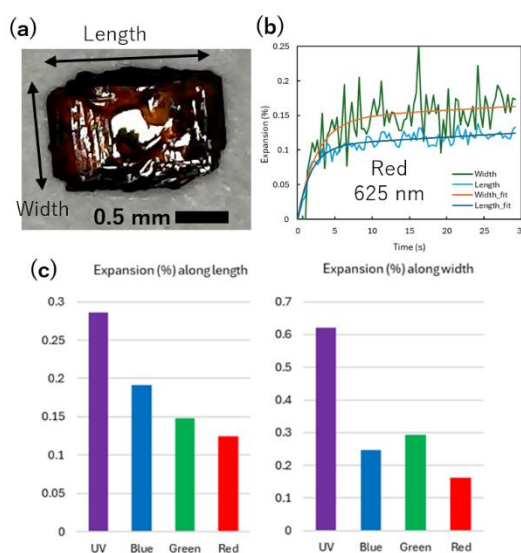 (a)
Length
Width
0.5 mm
(b)
Expansion (%)
0.25
0.2
0.15
0.1
0.05
0
Red
625 nm
Width
Length
Width_fit
Length_fit
0 5 10 15 20 25 30
Time (s)
(c)
Expansion (%) along length
0.3
0.25
0.2
0.15
0.1
0.05
0
UV Blue Green Red
Expansion (%) along width
0.7
0.6
0.5
0.4
0.3
0.2
0.1
0
UV Blue Green Red